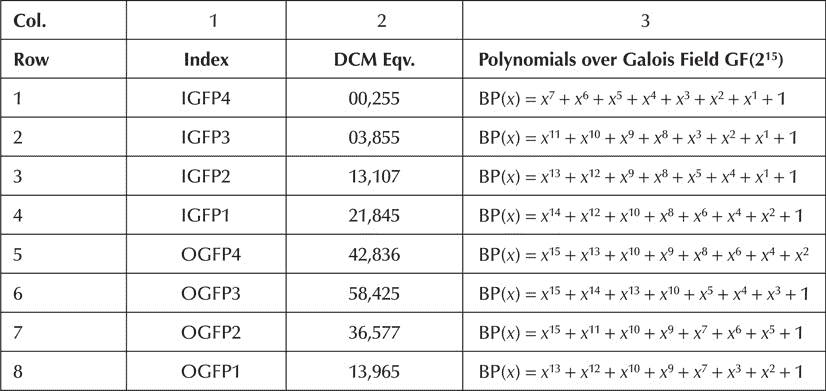 Col. 1 2 3
Row Index DCM Eqv. Polynomials over Galois Field GF(2¹⁵)
1 IGFP4 00,255 BP(x) = x⁷ + x⁶ + x⁵ + x⁴ + x³ + x² + x¹ + 1
2 IGFP3 03,855 BP(x) = x¹¹ + x¹⁰ + x⁹ + x⁸ + x³ + x² + x¹ + 1
3 IGFP2 13,107 BP(x) = x¹³ + x¹² + x⁹ + x⁸ + x⁵ + x⁴ + x¹ + 1
4 IGFP1 21,845 BP(x) = x¹⁴ + x¹² + x¹⁰ + x⁸ + x⁶ + x⁴ + x² + 1
5 OGFP4 42,836 BP(x) = x¹⁵ + x¹³ + x¹⁰ + x⁹ + x⁸ + x⁶ + x⁴ + x²
6 OGFP3 58,425 BP(x) = x¹⁵ + x¹⁴ + x¹³ + x¹⁰ + x⁵ + x⁴ + x³ + 1
7 OGFP2 36,577 BP(x) = x¹⁵ + x¹¹ + x¹⁰ + x⁹ + x⁷ + x⁶ + x⁵ + 1
8 OGFP1 13,965 BP(x) = x¹³ + x¹² + x¹⁰ + x⁹ + x⁷ + x³ + x² + 1